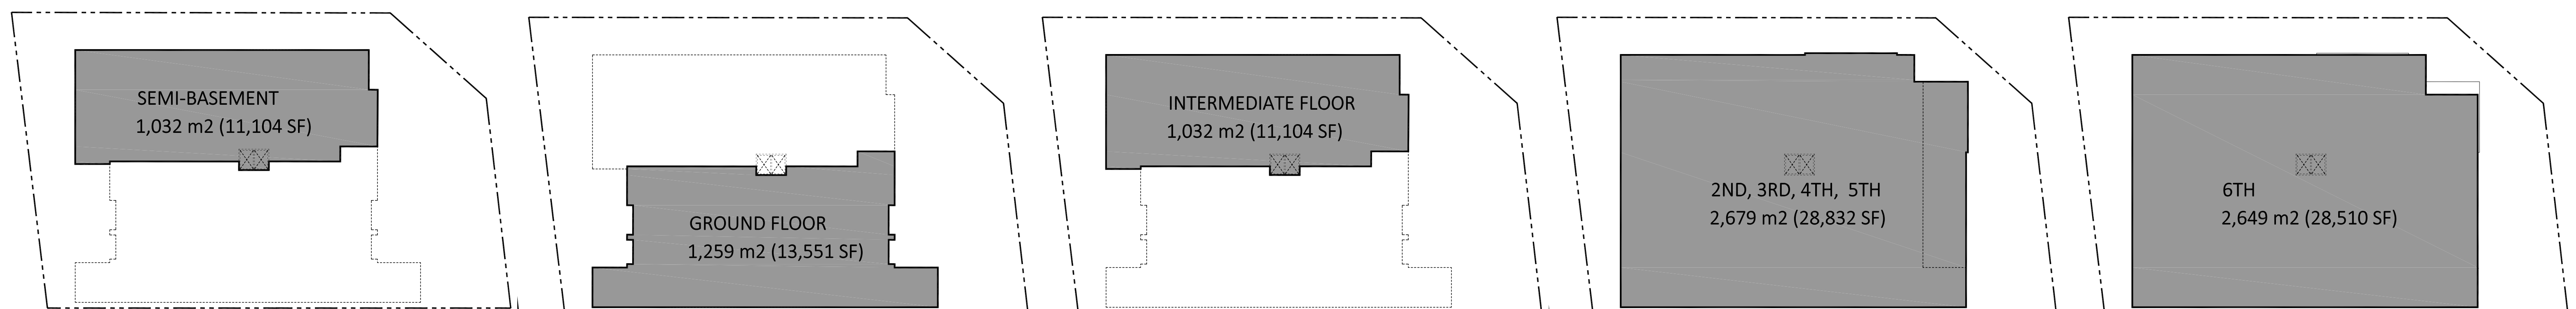 SEMI-BASEMENT
1,032 m2 (11,104 SF)
GROUND FLOOR
1,259 m2 (13,551 SF)
INTERMEDIATE FLOOR
1,032 m2 (11,104 SF)
2ND, 3RD, 4TH, 5TH
2,679 m2 (28,832 SF)
6TH
2,649 m2 (28,510 SF)